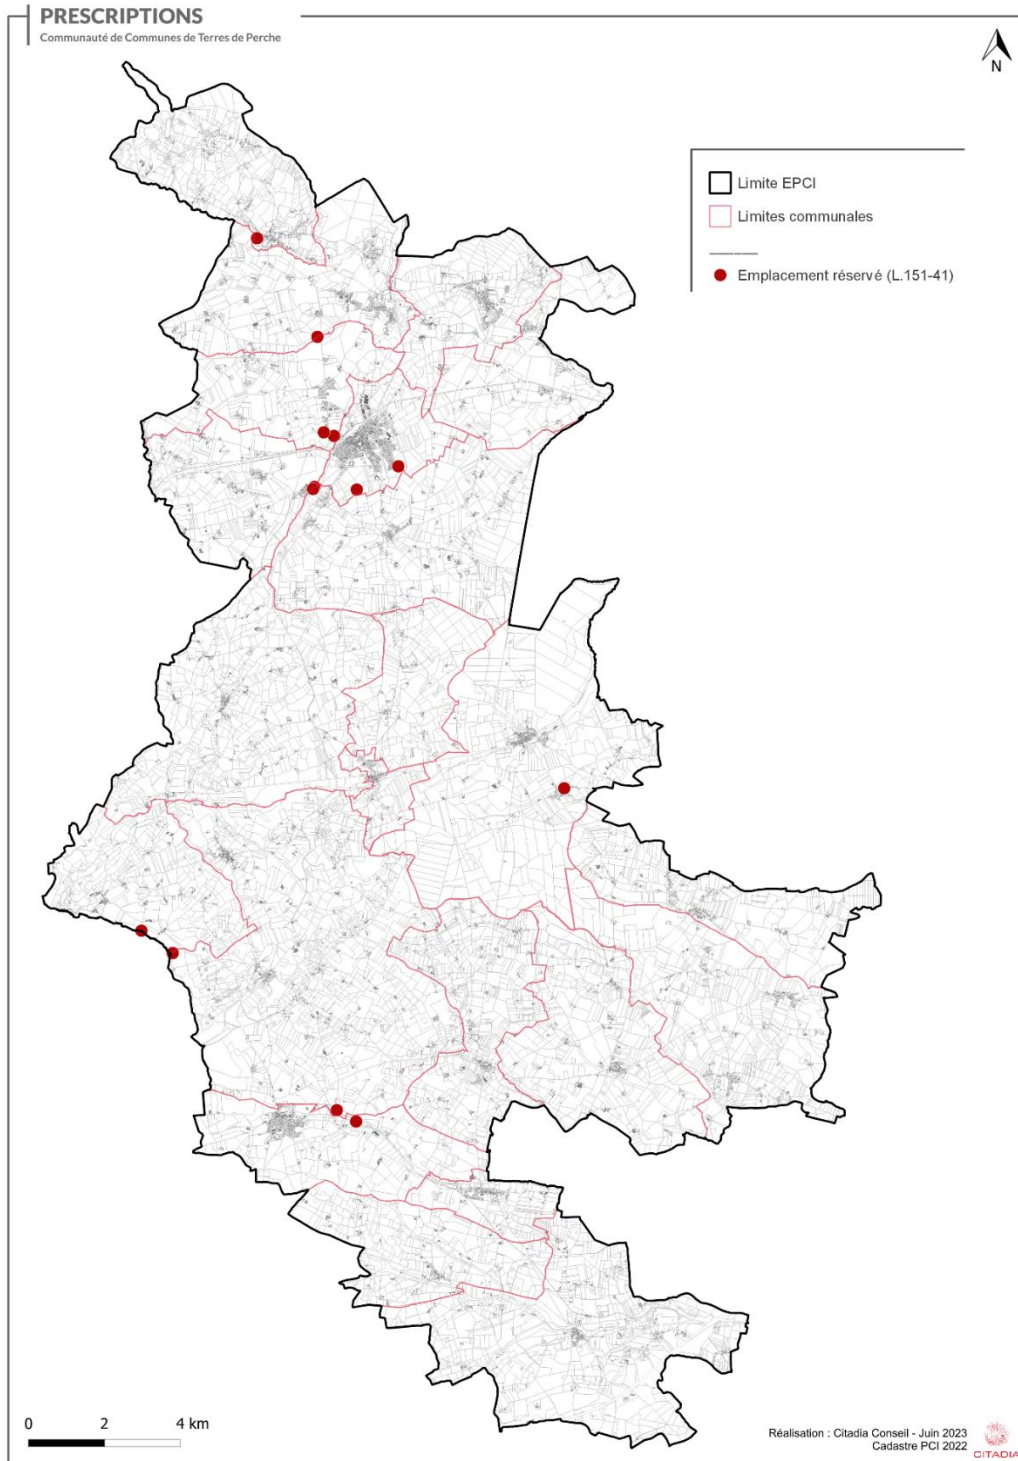 PRESCRIPTIONS
Communauté de Communes de Terres de Perche
N
Limite EPCI
Limites communales
Emplacement réservé (L.151-41)
0 2 4 km
Réalisation : Citadia Conseil - Juin 2023
Cadastre PCI 2022
CITADIA